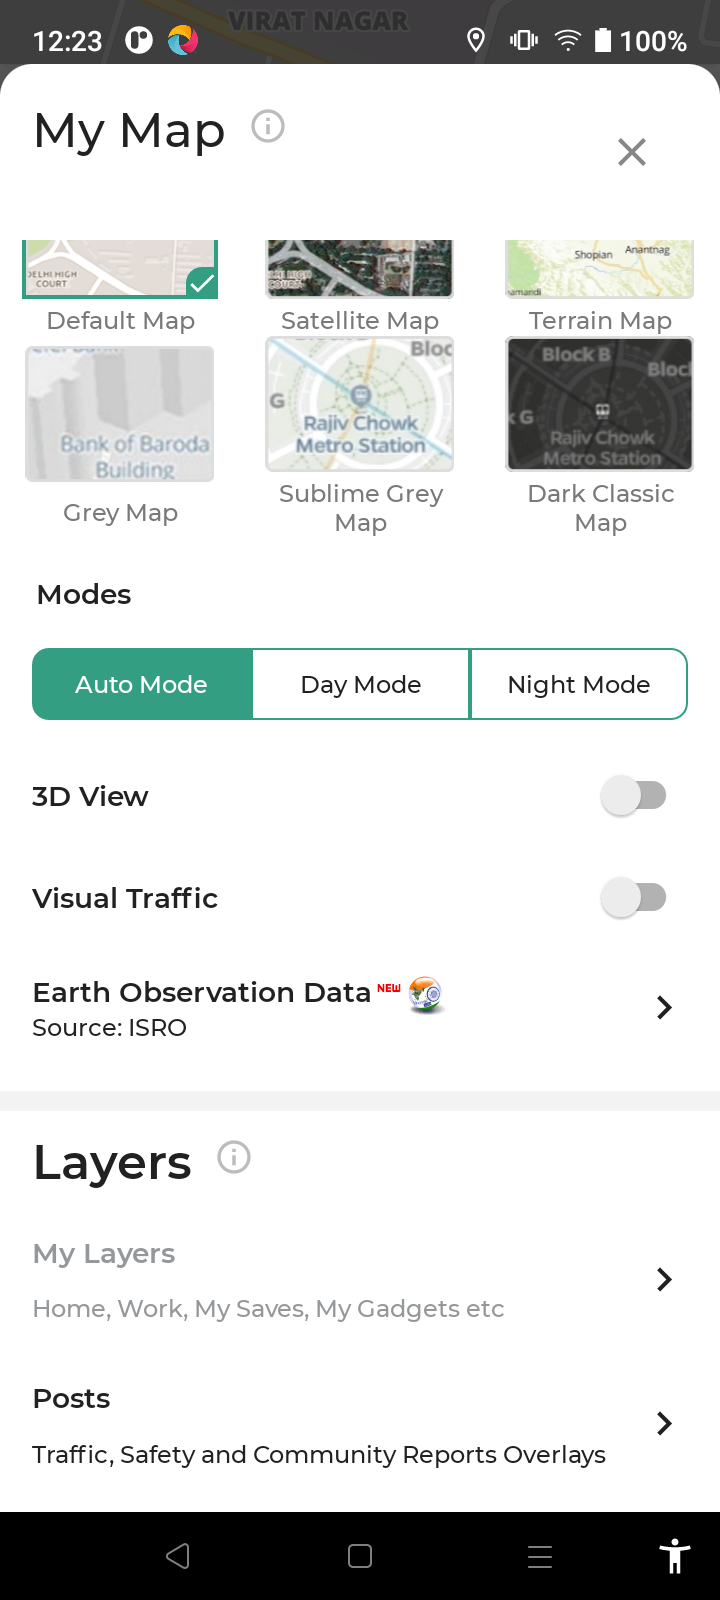 VIRAT NAGAR
12:23
100%
My Map
DELHI HIGH
COURT
Shopian
Anantnag
Default Map
Satellite Map
Terrain Map
Bank of Baroda
Building
G
Rajiv Chowk
Metro Station
Block B
G
Rajiv Chowk
Metro Station
Grey Map
Sublime Grey
Map
Dark Classic
Map
Modes
Auto Mode
Day Mode
Night Mode
3D View
Visual Traffic
Earth Observation Data NEW
Source: ISRO
Layers
My Layers
Home, Work, My Saves, My Gadgets etc
Posts
Traffic, Safety and Community Reports Overlays